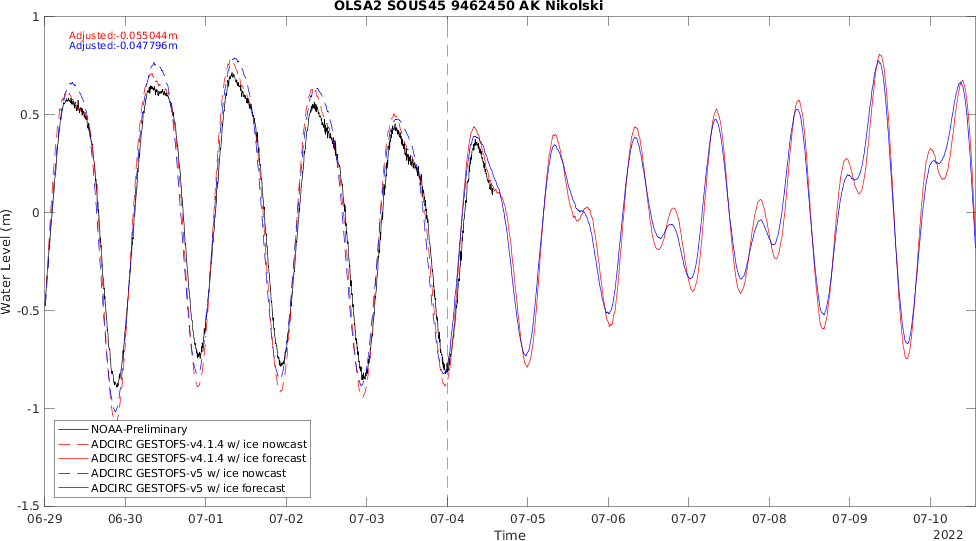 OLSA2 SOUS45 9462450 AK Nikolski
Adjusted:-0.055044m
Adjusted:-0.047796m
1
0.5
0
-0.5
-1
-1.5
Water Level (m)
NOAA-Preliminary
ADCIRC GESTOFS-v4.1.4 w/ ice nowcast
ADCIRC GESTOFS-v4.1.4 w/ ice forecast
ADCIRC GESTOFS-v5 w/ ice nowcast
ADCIRC GESTOFS-v5 w/ ice forecast
06-29 06-30 07-01 07-02 07-03 07-04 07-05 07-06 07-07 07-08 07-09 07-10
Time
2022